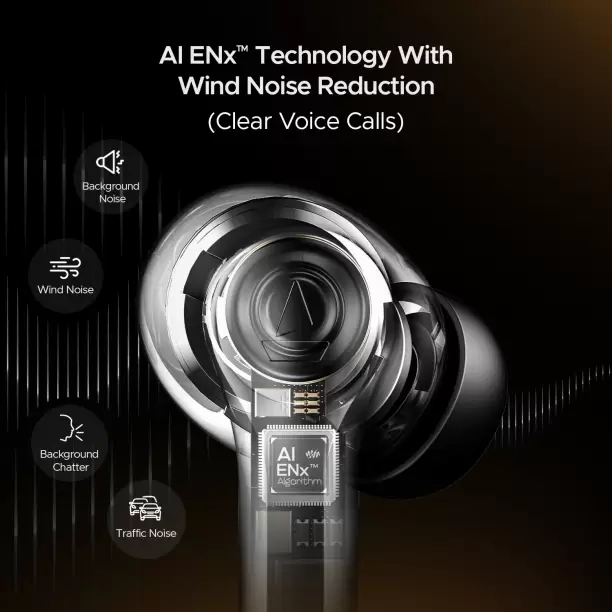 AI ENx™ Technology With
Wind Noise Reduction
(Clear Voice Calls)
Background
Noise
Wind Noise
Background
Chatter
Traffic Noise
AI
ENx™
Algorithm